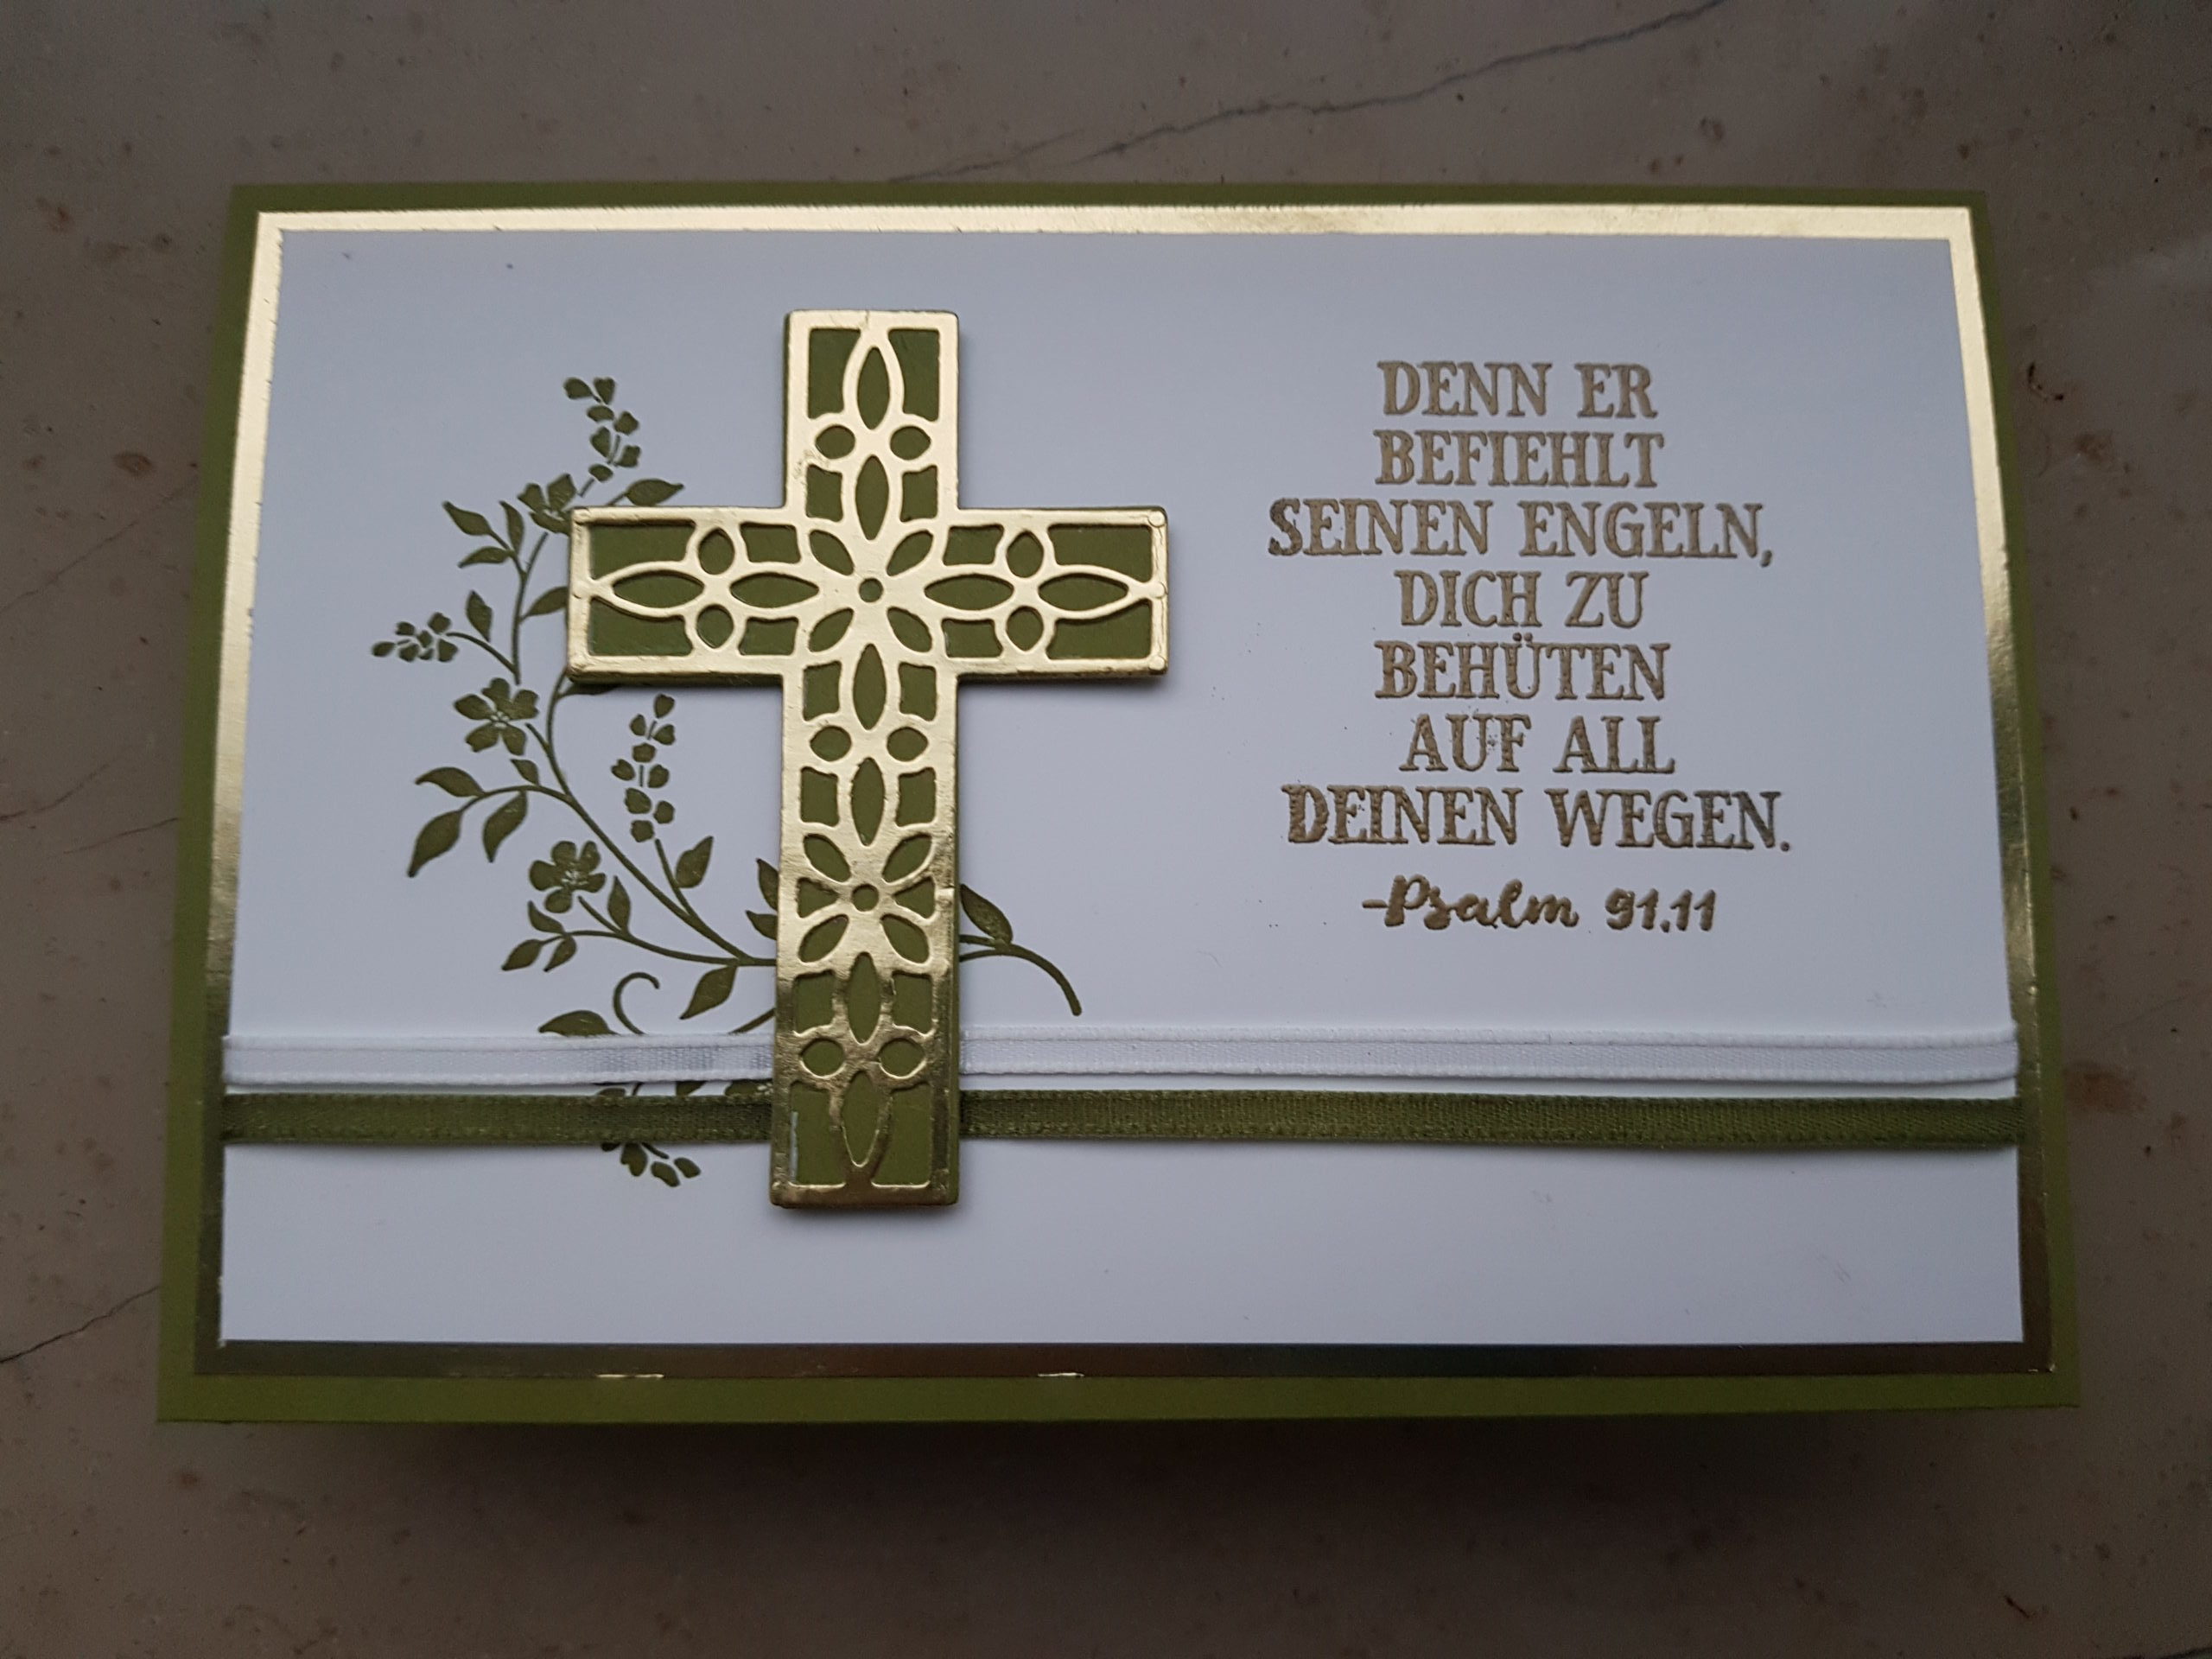 DENN ER
BEFIEHLT
SEINEN ENGELN,
DICH ZU
BEHÜTEN
AUF ALL
DEINEN WEGEN.
-Psalm 91,11